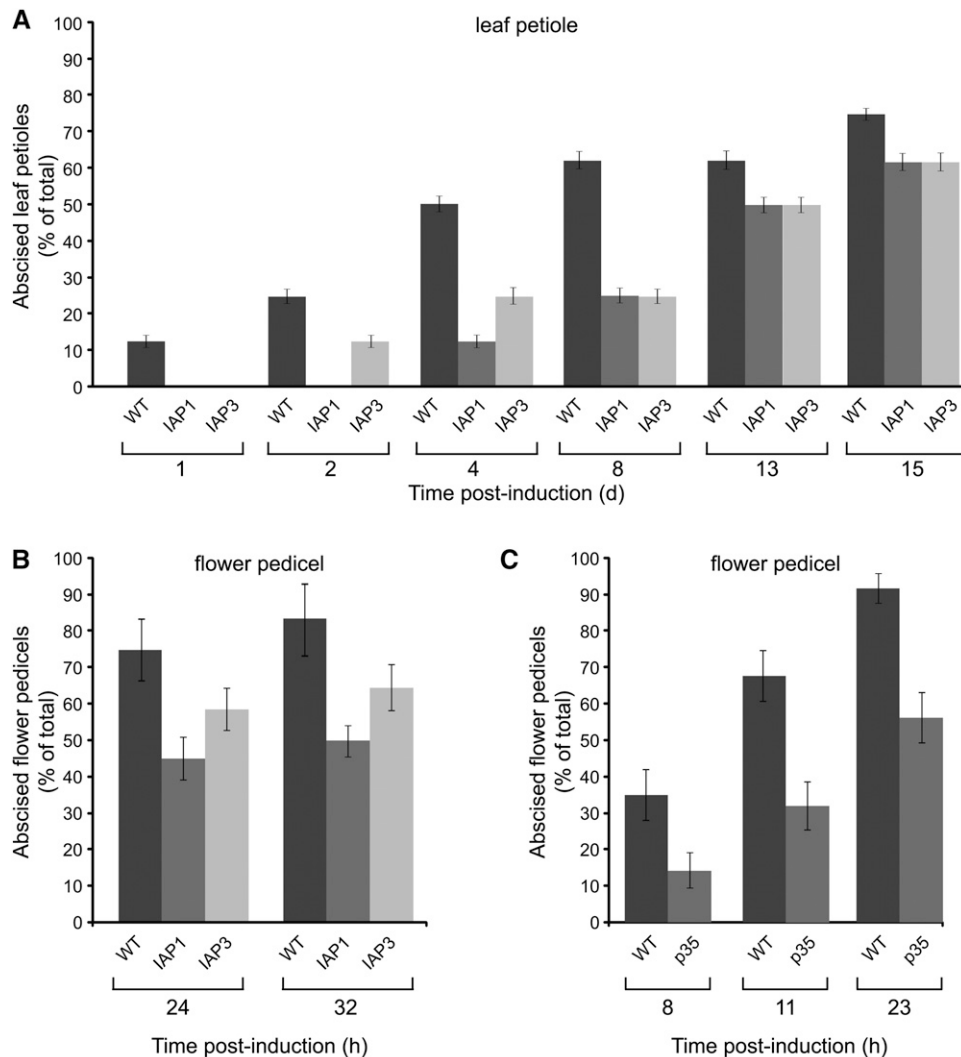 A
leaf petiole
Abscised leaf petioles
(% of total)
100
90
80
70
60
50
40
30
20
10
0
WT IAP1 IAP3 WT IAP1 IAP3 WT IAP1 IAP3 WT IAP1 IAP3 WT IAP1 IAP3 WT IAP1 IAP3
1 2 4 8 13 15
Time post-induction (d)
B
flower pedicel
Abscised flower pedicels
(% of total)
100
90
80
70
60
50
40
30
20
10
0
WT IAP1 IAP3 WT IAP1 IAP3
24 32
Time post-induction (h)
C
flower pedicel
Abscised flower pedicels
(% of total)
100
90
80
70
60
50
40
30
20
10
0
WT p35 WT p35 WT p35
8 11 23
Time post-induction (h)